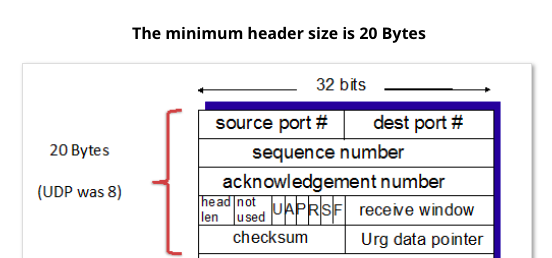 The minimum header size is 20 Bytes
32 bits
source port # dest port #
20 Bytes
sequence number
(UDP was 8)
acknowledgement number
head len not used U A P R S F receive window
checksum Urg data pointer